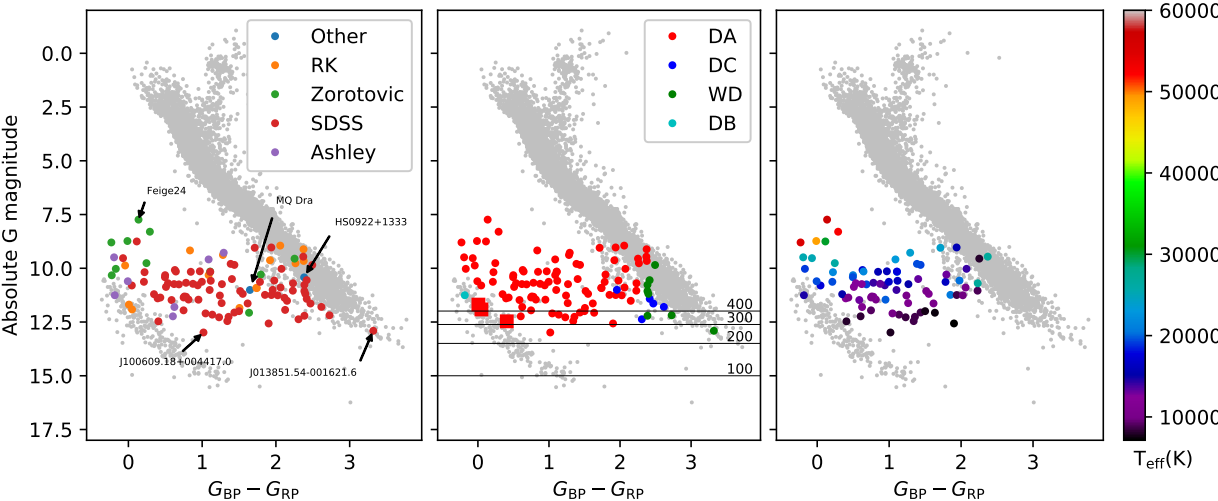 Absolute G magnitude
0.0
2.5
5.0
7.5
10.0
12.5
15.0
17.5
Other
RK
Zorotovic
SDSS
Ashley
Feige24
MQ Dra
HS0922+1333
J100609.18+004417.0
J013851.54-001621.6
0 1 2 3
G_BP − G_RP
DA
DC
WD
DB
400
300
200
100
0 1 2 3
G_BP − G_RP
0 1 2 3
G_BP − G_RP
60000
50000
40000
30000
20000
10000
T_eff(K)